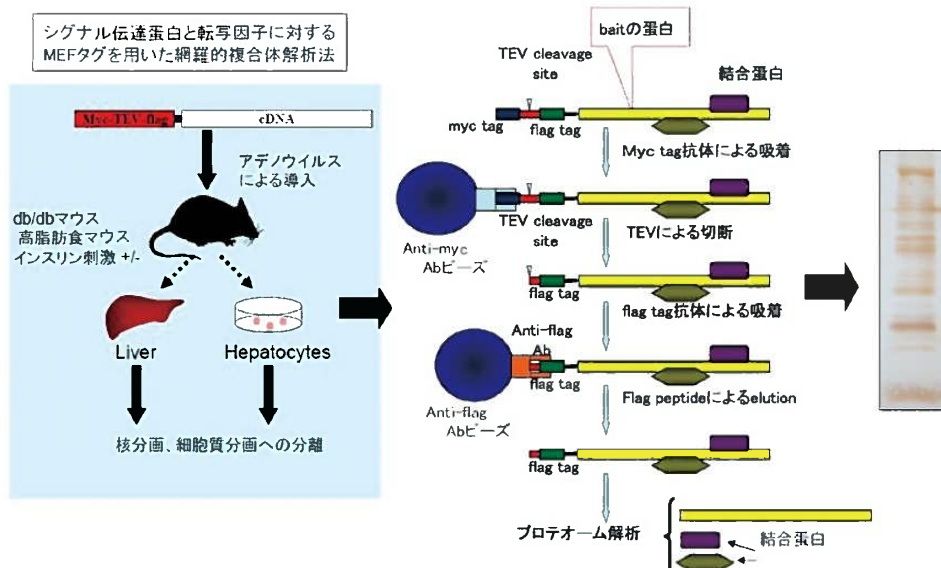 シグナル伝達蛋白と転写因子に対する
MEFタグを用いた網羅的複合体解析法
Myc-TEV-flag
cDNA
アデノウイルス
による導入
db/dbマウス
高脂肪食マウス
インスリン刺激 +/-
Liver
Hepatocytes
核分画、細胞質分画への分離
baitの蛋白
TEV cleavage
site
結合蛋白
myc tag
flag tag
Myc tag抗体による吸着
TEV cleavage
site
TEVIによる切断
Anti-myc
Abビーズ
flag tag
flag tag抗体による吸着
Anti-flag
Ab
flag tag
Flag peptideによるelution
Anti-flag
Abビーズ
flag tag
プロテオーム解析
結合蛋白